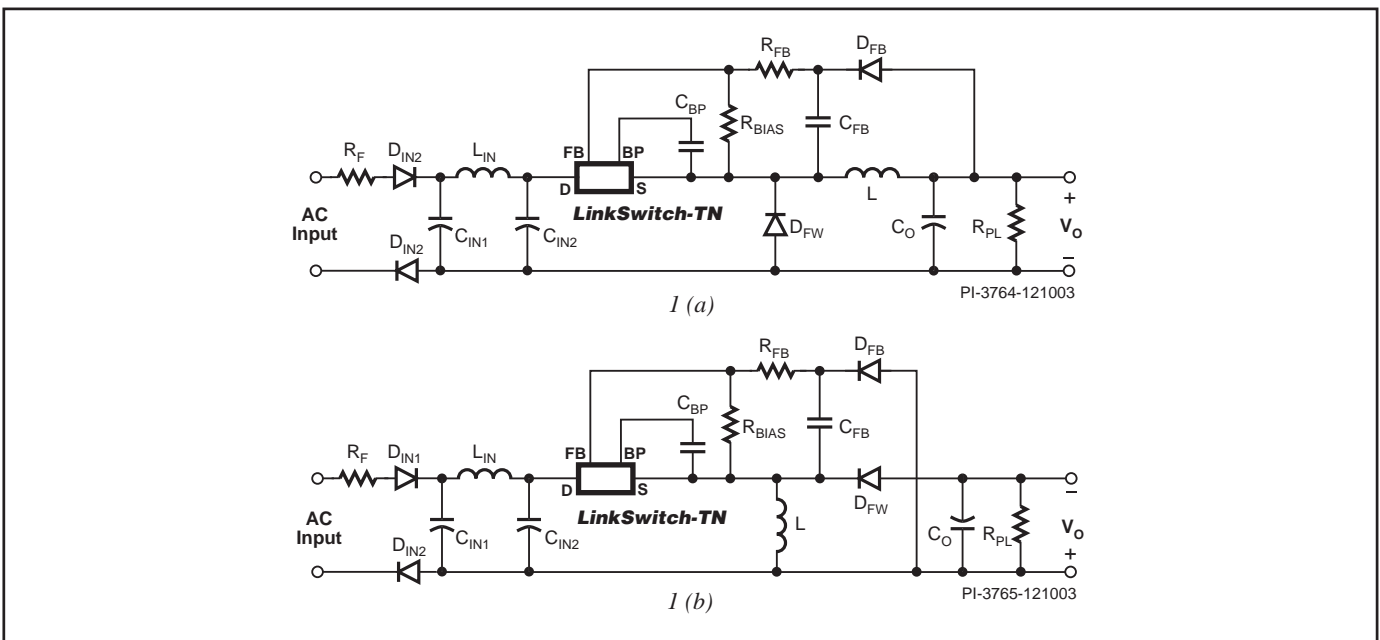 RFB
DFB
CBP
RBIAS
CFB
RF
DIN2
LIN
FB
BP
D
S
L
LinkSwitch-TN
AC
Input
CIN1
CIN2
DFW
CO
RPL
+
VO
–
DIN2
PI-3764-121003
1 (a)
RFB
DFB
CBP
RBIAS
CFB
RF
DIN1
LIN
FB
BP
D
S
DFW
LinkSwitch-TN
L
AC
Input
CIN1
CIN2
CO
RPL
–
VO
+
DIN2
PI-3765-121003
1 (b)